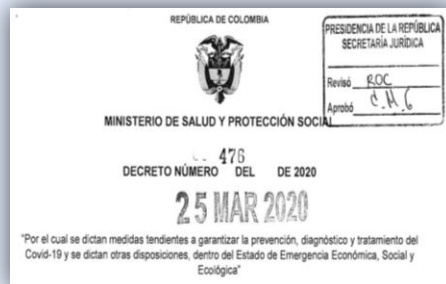 REPÚBLICA DE COLOMBIA
PRESIDENCIA DE LA REPÚBLICA
SECRETARÍA JURÍDICA
Revisó ROC
Aprobó C.M.G
MINISTERIO DE SALUD Y PROTECCIÓN SOCIAL
476
DECRETO NÚMERO DEL DE 2020
25 MAR 2020
"Por el cual se dictan medidas tendientes a garantizar la prevención, diagnóstico y tratamiento del
Covid-19 y se dictan otras disposiciones, dentro del Estado de Emergencia Económica, Social y
Ecológica"